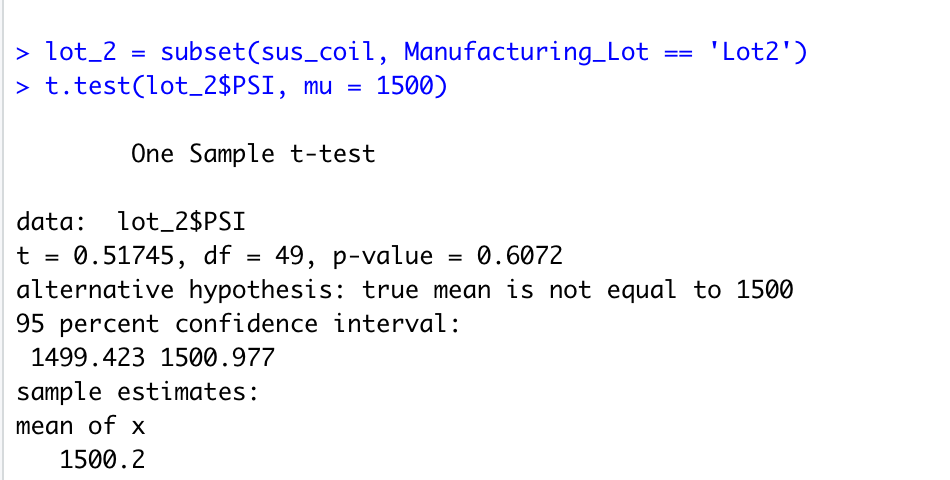 > lot_2 = subset(sus_coil, Manufacturing_Lot == 'Lot2')
> t.test(lot_2$PSI, mu = 1500)
One Sample t-test
data:  lot_2$PSI
t = 0.51745, df = 49, p-value = 0.6072
alternative hypothesis: true mean is not equal to 1500
95 percent confidence interval:
1499.423 1500.977
sample estimates:
mean of x
1500.2